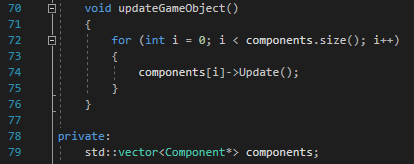 70 void updateGameObject()
71 {
72 for (int i = 0; i < components.size(); i++)
73 {
74 components[i]->Update();
75 }
76 }
77
78 private:
79 std::vector<Component*> components;